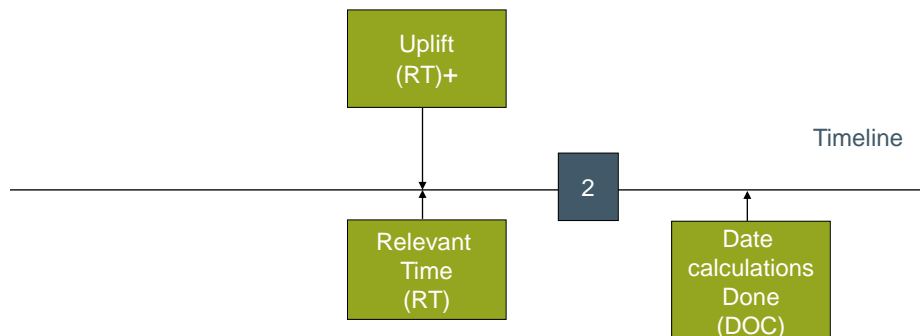 Uplift
(RT)+
Timeline
2
Relevant
Time
(RT)
Date
calculations
Done
(DOC)